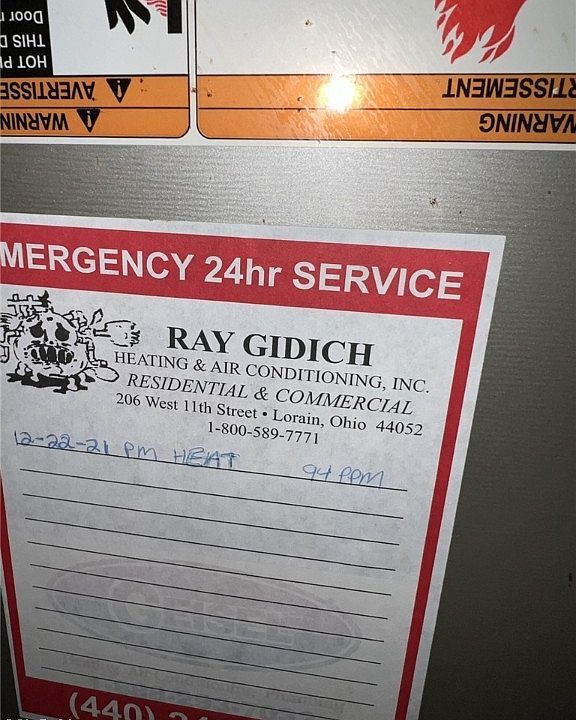 Door
THIS D
HOT P
AVERTISSE
WARNIN
RTISSEMENT
WARNING
MERGENCY 24hr SERVICE
RAY GIDICH
HEATING & AIR CONDITIONING, INC.
RESIDENTIAL & COMMERCIAL
206 West 11th Street • Lorain, Ohio 44052
1-800-589-7771
12-22-21 PM HEAT 94 PPM
GEISEL
(440)